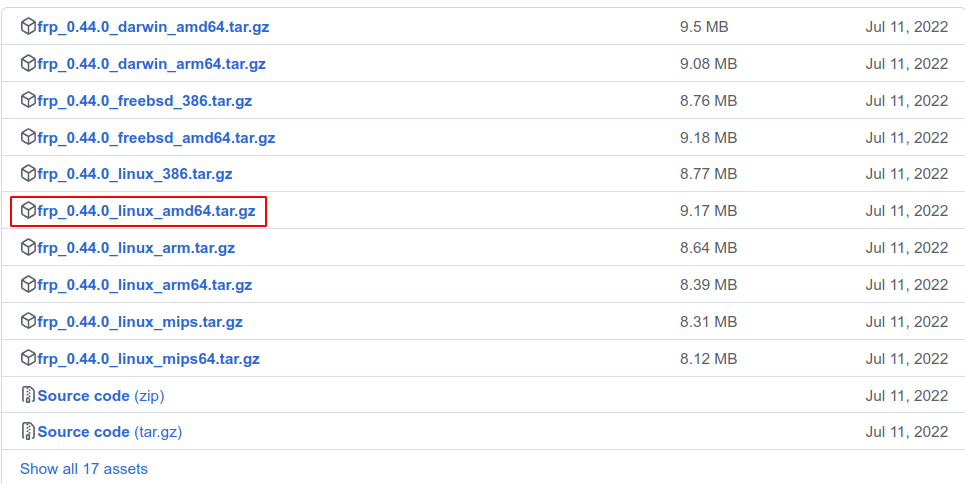 frp_0.44.0_darwin_amd64.tar.gz 9.5 MB Jul 11, 2022
frp_0.44.0_darwin_arm64.tar.gz 9.08 MB Jul 11, 2022
frp_0.44.0_freebsd_386.tar.gz 8.76 MB Jul 11, 2022
frp_0.44.0_freebsd_amd64.tar.gz 9.18 MB Jul 11, 2022
frp_0.44.0_linux_386.tar.gz 8.77 MB Jul 11, 2022
frp_0.44.0_linux_amd64.tar.gz 9.17 MB Jul 11, 2022
frp_0.44.0_linux_arm.tar.gz 8.64 MB Jul 11, 2022
frp_0.44.0_linux_arm64.tar.gz 8.39 MB Jul 11, 2022
frp_0.44.0_linux_mips.tar.gz 8.31 MB Jul 11, 2022
frp_0.44.0_linux_mips64.tar.gz 8.12 MB Jul 11, 2022
Source code (zip) Jul 11, 2022
Source code (tar.gz) Jul 11, 2022
Show all 17 assets